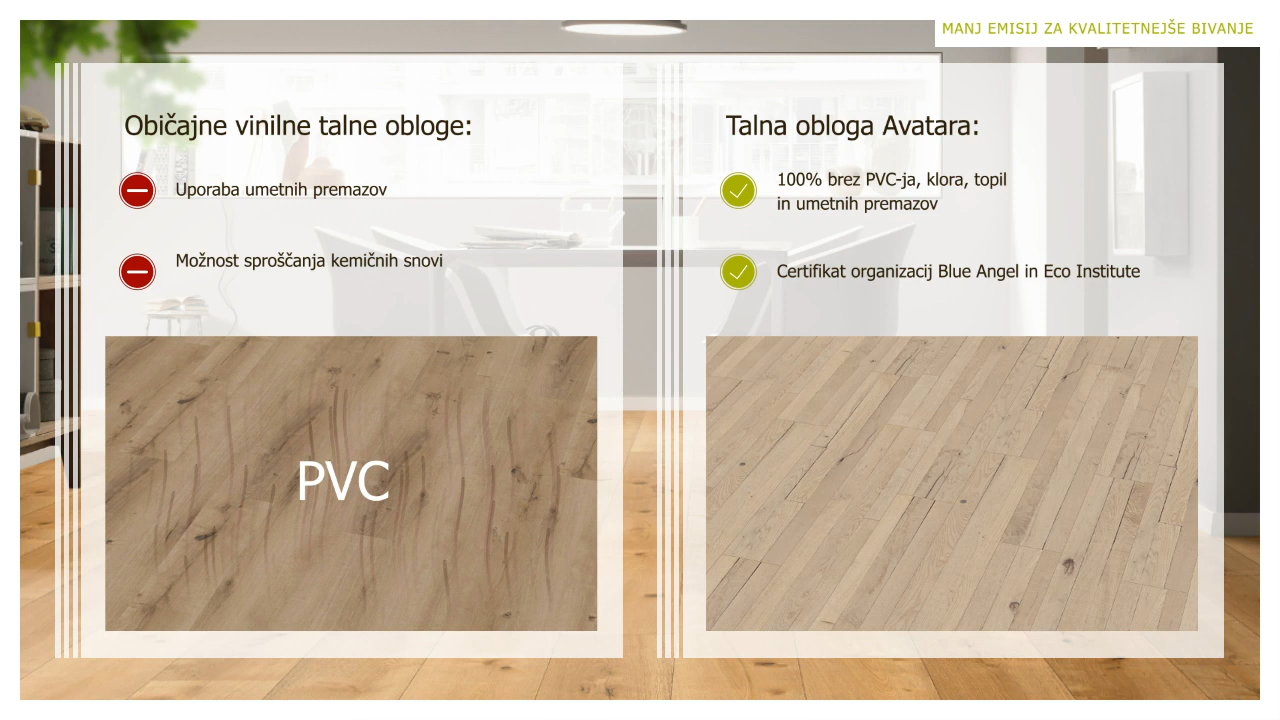 MANJ EMISIJ ZA KVALITETNEJŠE BIVANJE
Običajne vinilne talne obloge:
Uporaba umetnih premazov
Možnost sproščanja kemičnih snovi
PVC
Talna obloga Avatara:
100% brez PVC-ja, klora, topil
in umetnih premazov
Certifikat organizacij Blue Angel in Eco Institute